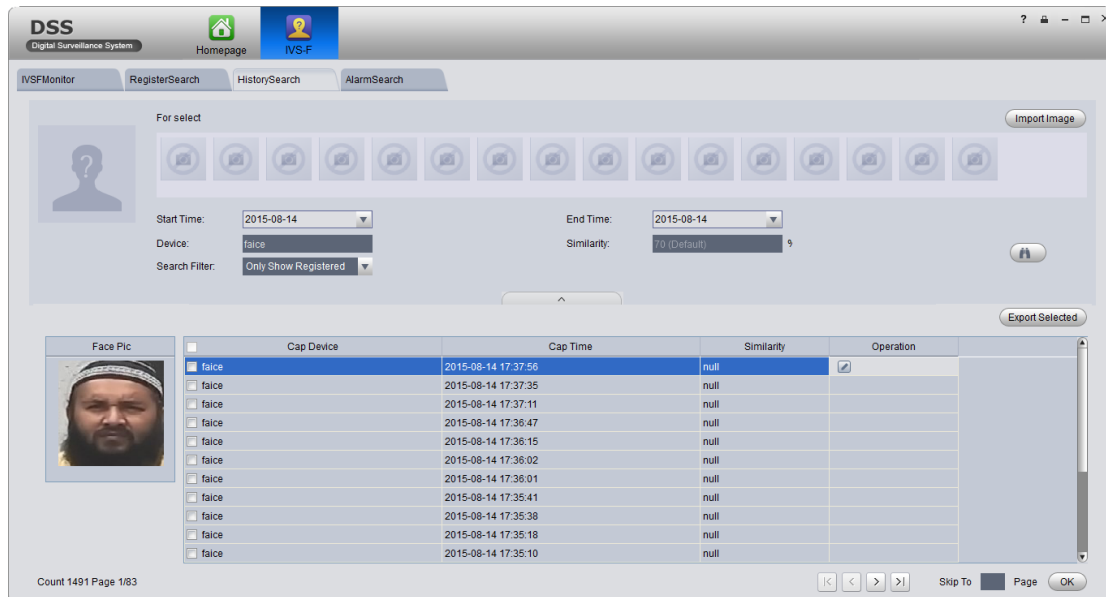 DSS
Digital Surveillance System
Homepage
IVS-F
IVSFMonitor RegisterSearch HistorySearch AlarmSearch
For select
Import Image
Start Time: 2015-08-14 End Time: 2015-08-14
Device: faice Similarity: 70 (Default) %
Search Filter: Only Show Registered
Export Selected
Face Pic Cap Device Cap Time Similarity Operation
faice 2015-08-14 17:37:56 null
faice 2015-08-14 17:37:35 null
faice 2015-08-14 17:37:11 null
faice 2015-08-14 17:36:47 null
faice 2015-08-14 17:36:15 null
faice 2015-08-14 17:36:02 null
faice 2015-08-14 17:36:01 null
faice 2015-08-14 17:35:41 null
faice 2015-08-14 17:35:38 null
faice 2015-08-14 17:35:18 null
faice 2015-08-14 17:35:10 null
Count 1491 Page 1/83 Skip To Page OK